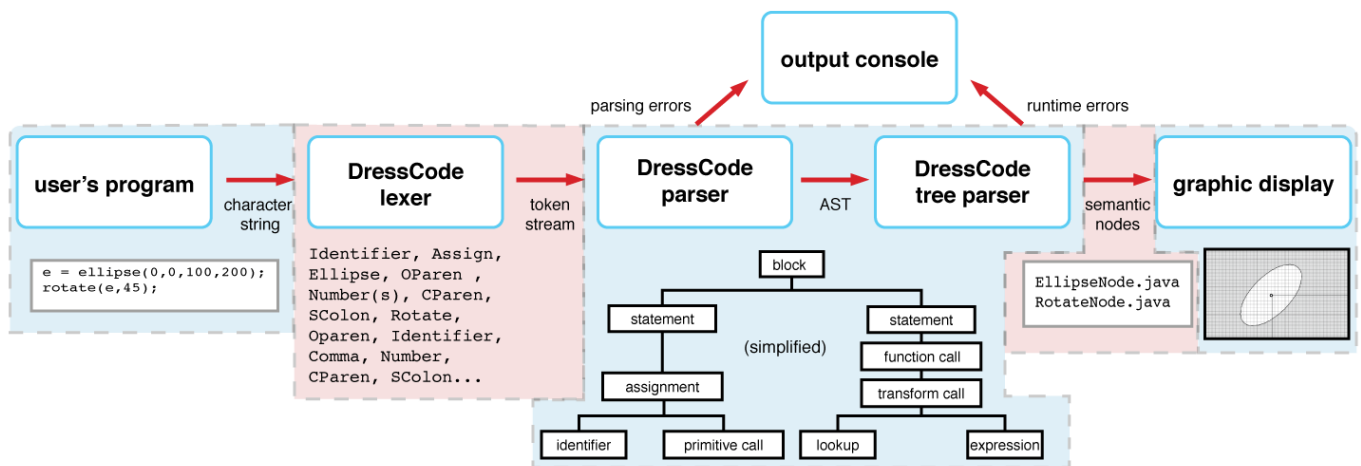 output console
parsing errors
runtime errors
user's program
character
string
DressCode
lexer
token
stream
DressCode
parser
AST
DressCode
tree parser
semantic
nodes
graphic display
e = ellipse(0,0,100,200);
rotate(e,45);
Identifier, Assign,
Ellipse, OParen ,
Number(s), CParen,
SColon, Rotate,
Oparen, Identifier,
Comma, Number,
CParen, SColon...
block
statement
statement
(simplified)
function call
assignment
transform call
identifier
primitive call
lookup
expression
EllipseNode.java
RotateNode.java